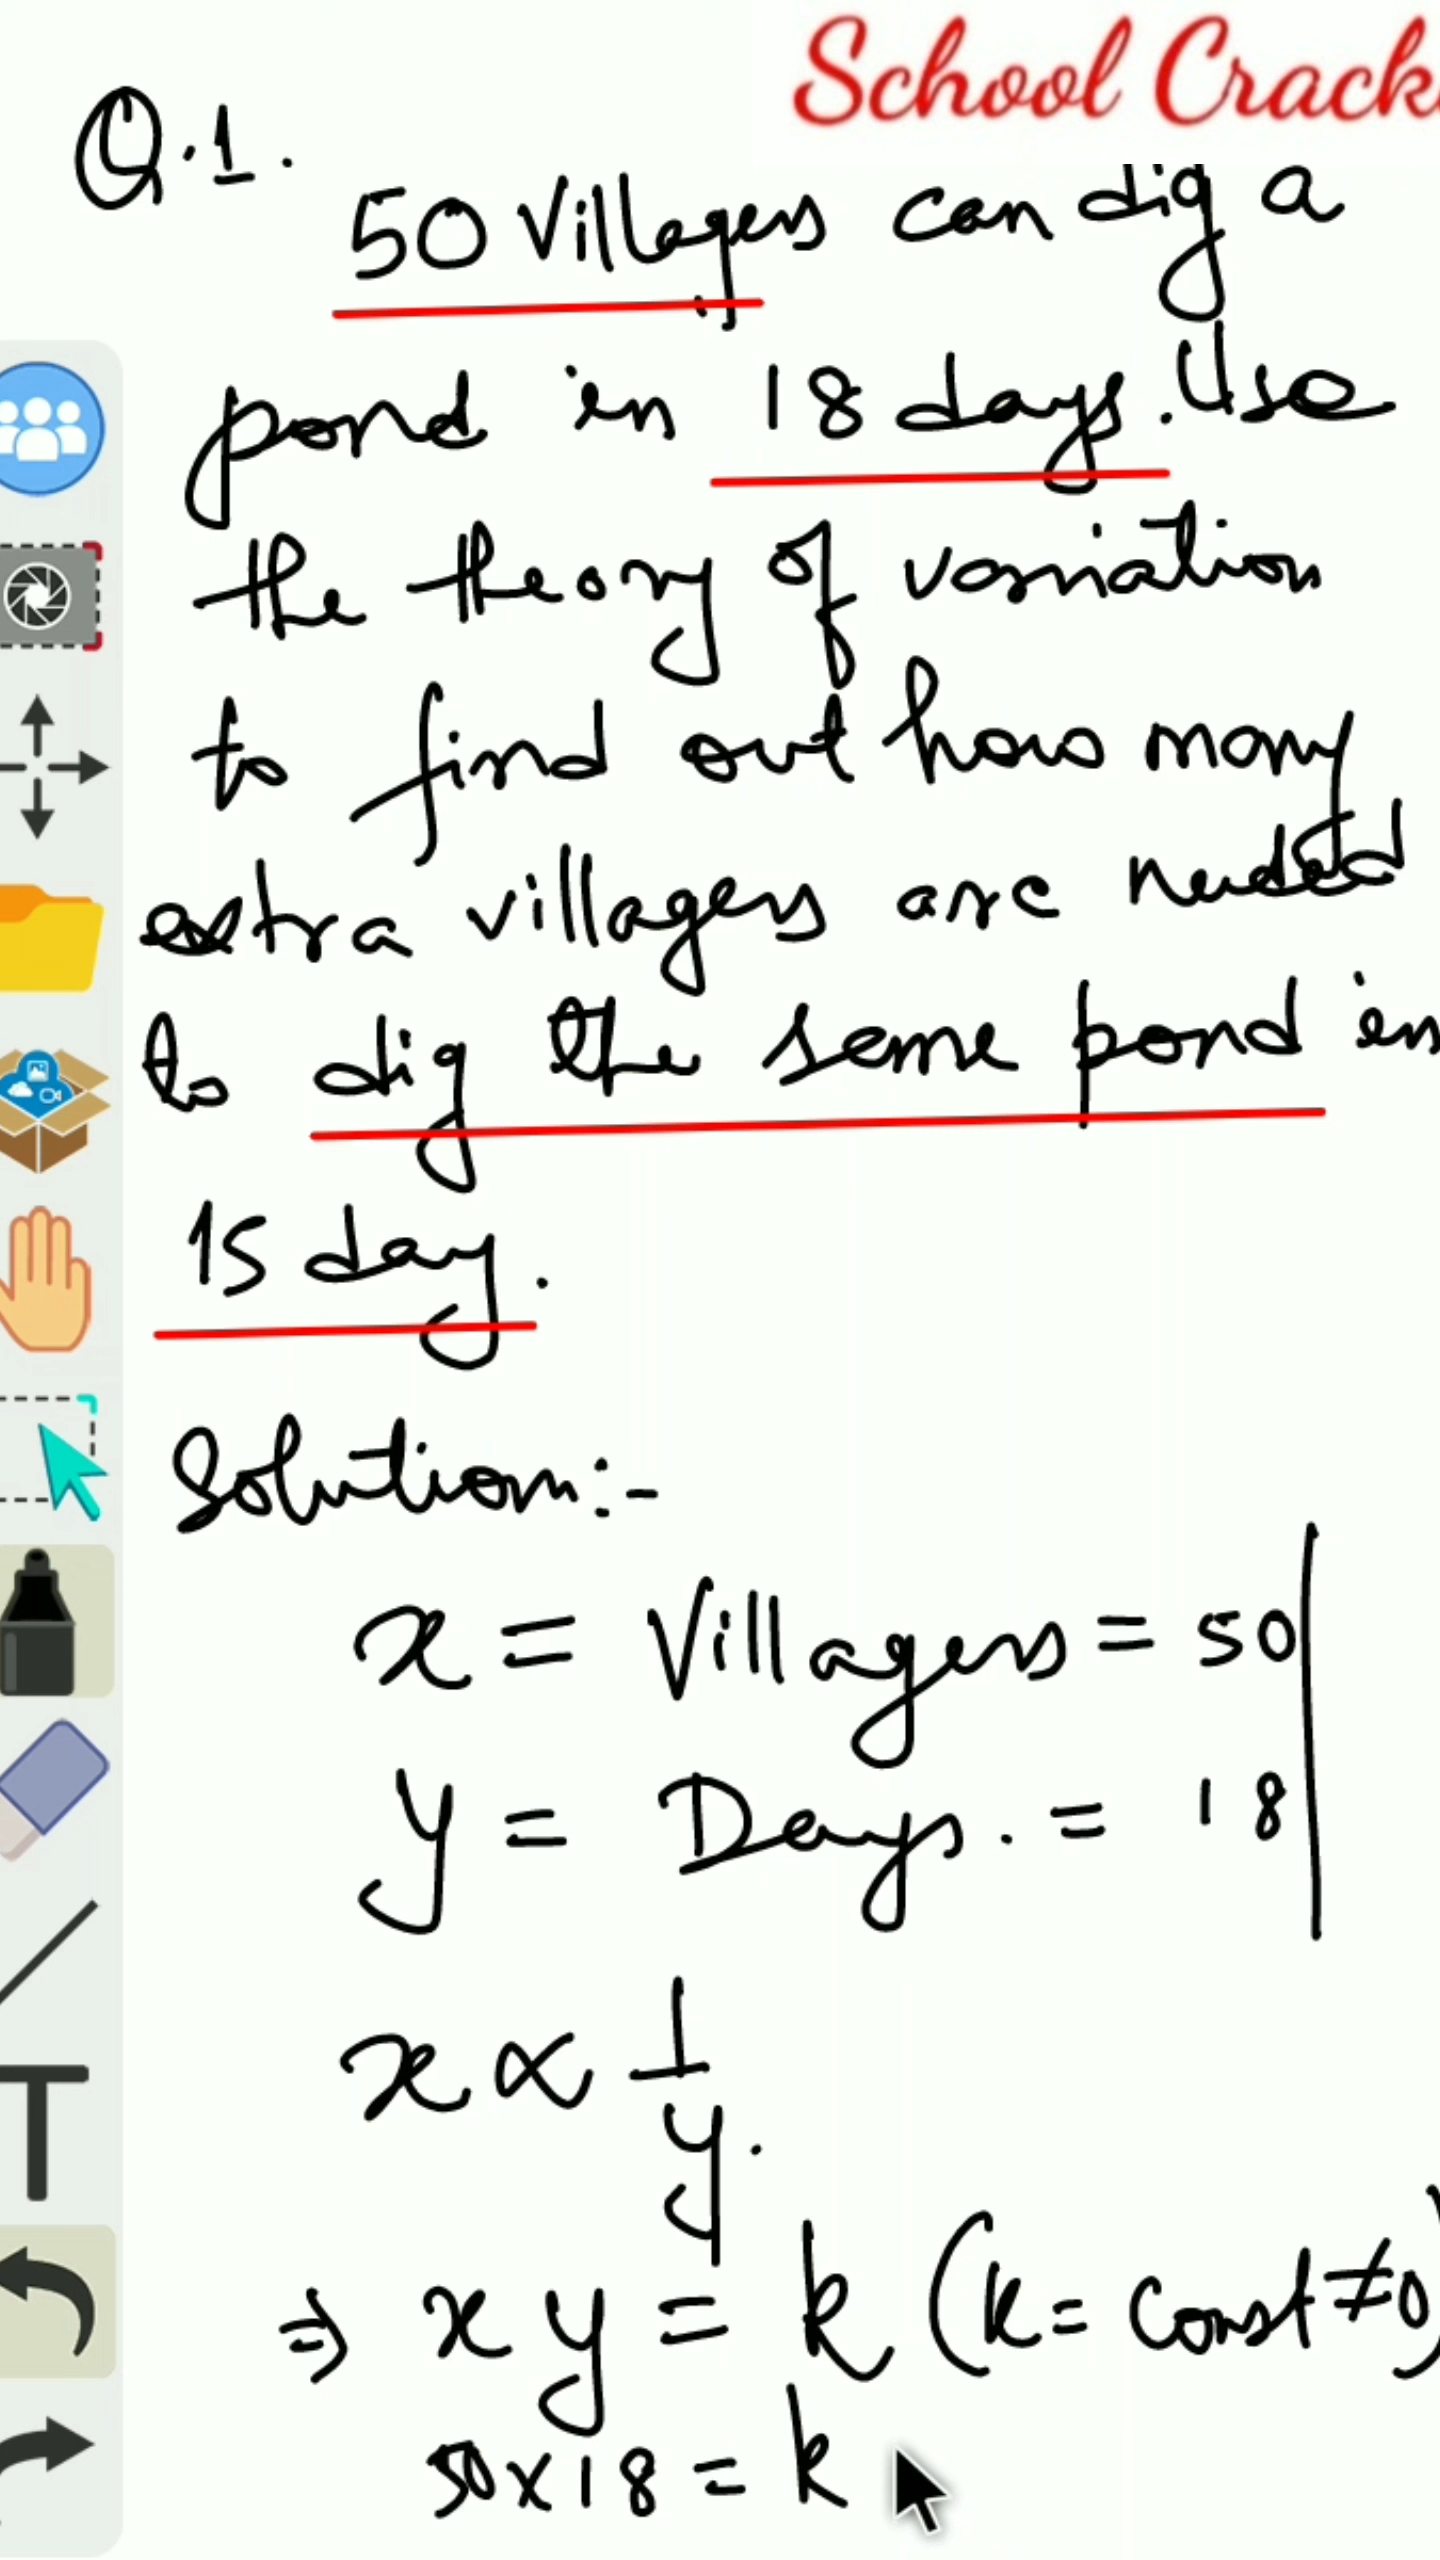 School Crack
Q.1.
50 Villagers can dig a
pond in 18 days. Use
the theory of variation
to find out how many
extra villagers are needed
to dig the same pond in
15 day.
Solution:-
x = Villagers = 50
y = Days. = 18
x ∝ 1/y.
⇒ xy = k (k = const ≠ 0)
50 x 18 = k